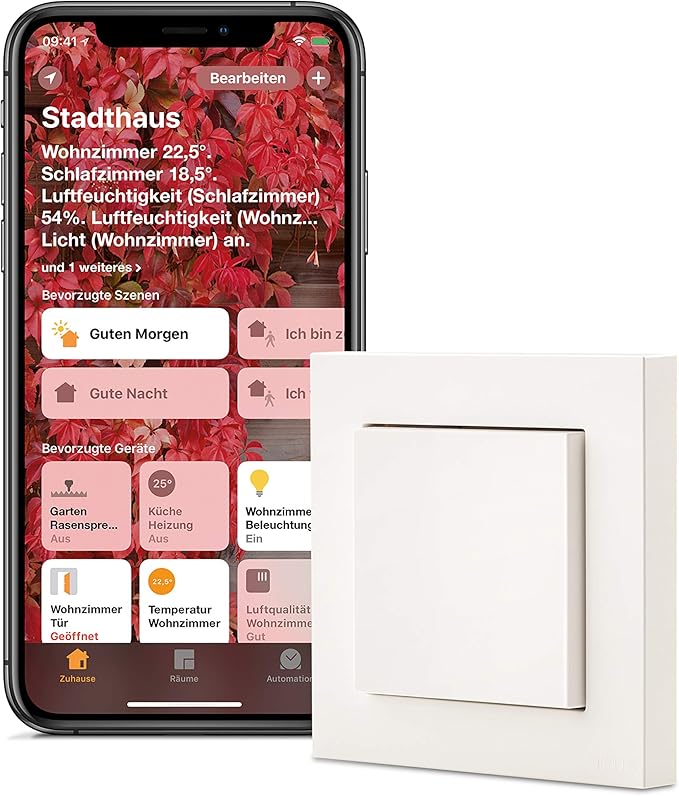 09:41
Bearbeiten +
Stadthaus
Wohnzimmer 22,5°.
Schlafzimmer 18,5°.
Luftfeuchtigkeit (Schlafzimmer)
54%. Luftfeuchtigkeit (Wohnz...
Licht (Wohnzimmer) an.
und 1 weiteres >
Bevorzugte Szenen
Guten Morgen
Ich bin zu
Gute Nacht
Ich
Bevorzugte Geräte
Garten
Rasenspre...
Aus
25°
Küche
Heizung
Aus
Wohnzimme
Beleuchtung
Ein
Wohnzimmer
Tür
Geöffnet
22,5°
Temperatur
Wohnzimmer
Luftqualität
Wohnzimme
Gut
Zuhause
Räume
Automation